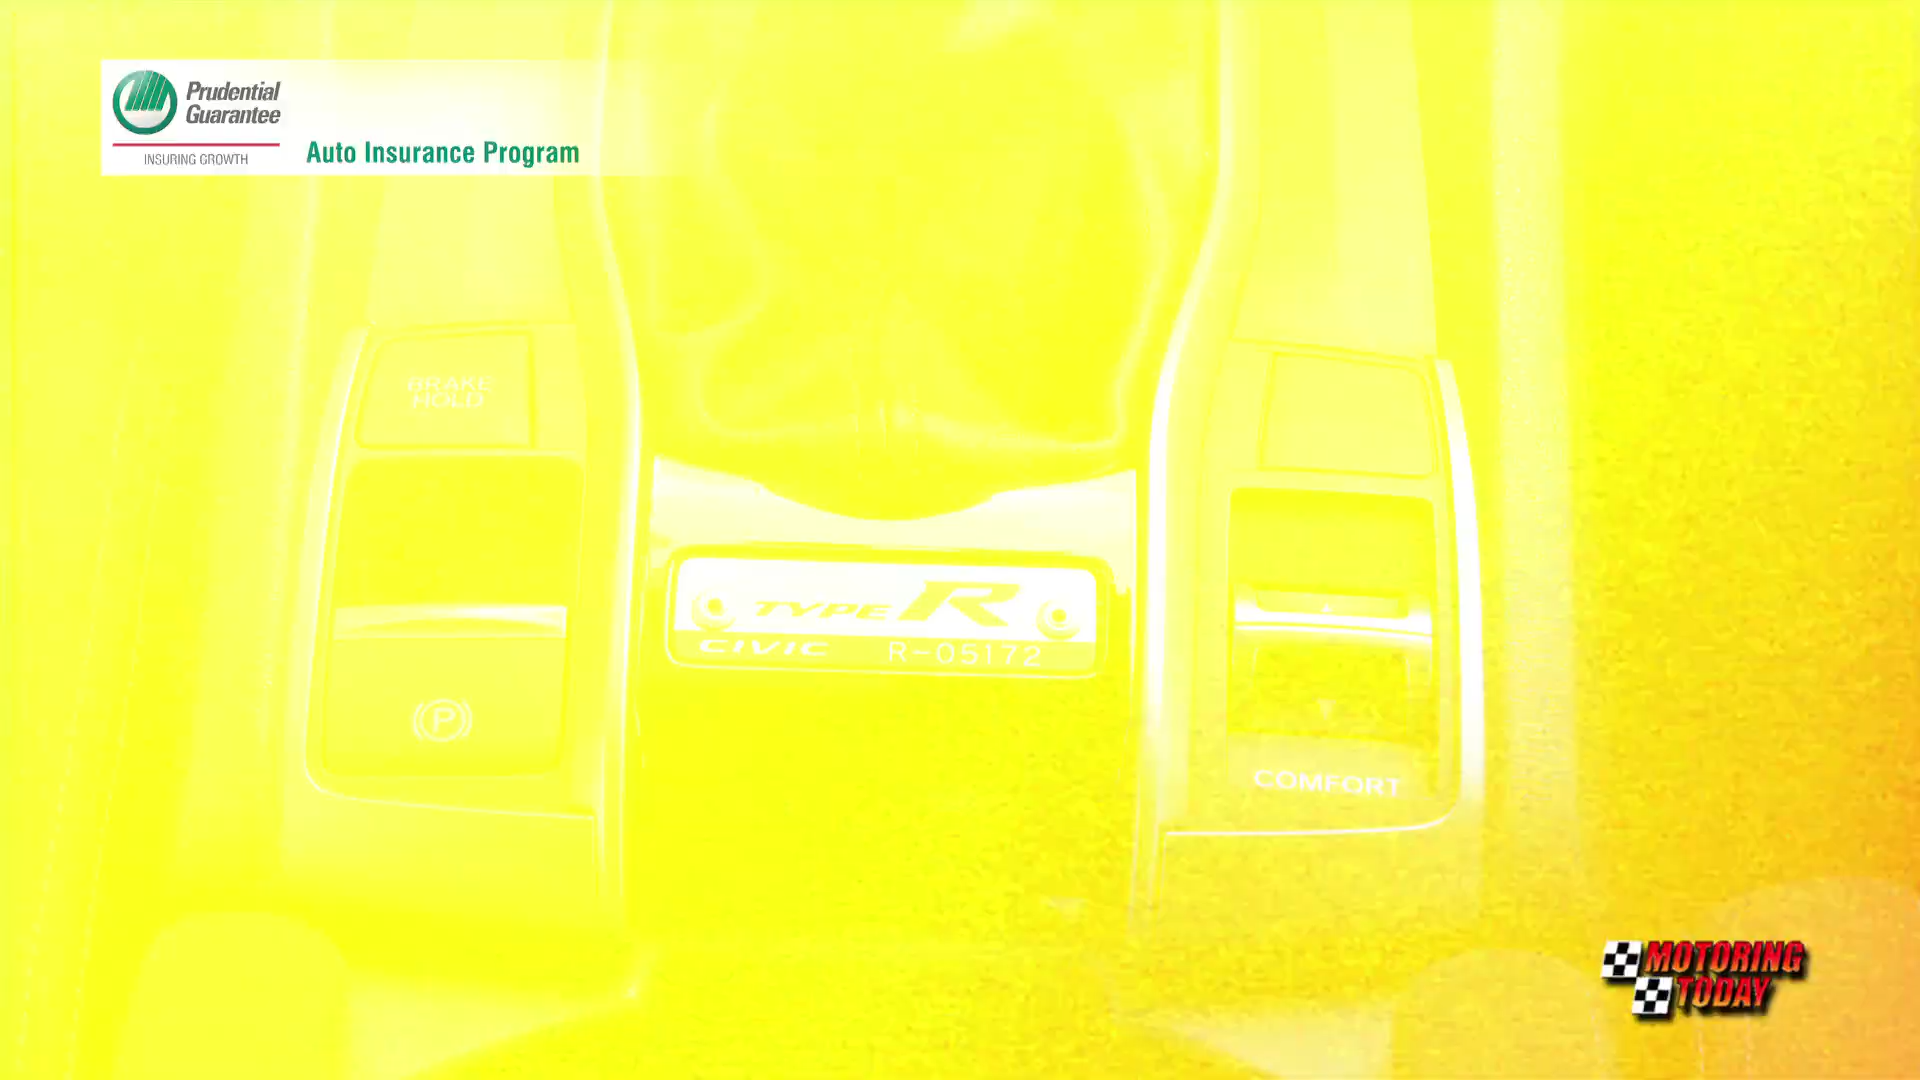 Prudential
Guarantee
INSURING GROWTH
Auto Insurance Program
BRAKE
HOLD
TYPE R
CIVIC R-05172
P
COMFORT
MOTORING
TODAY